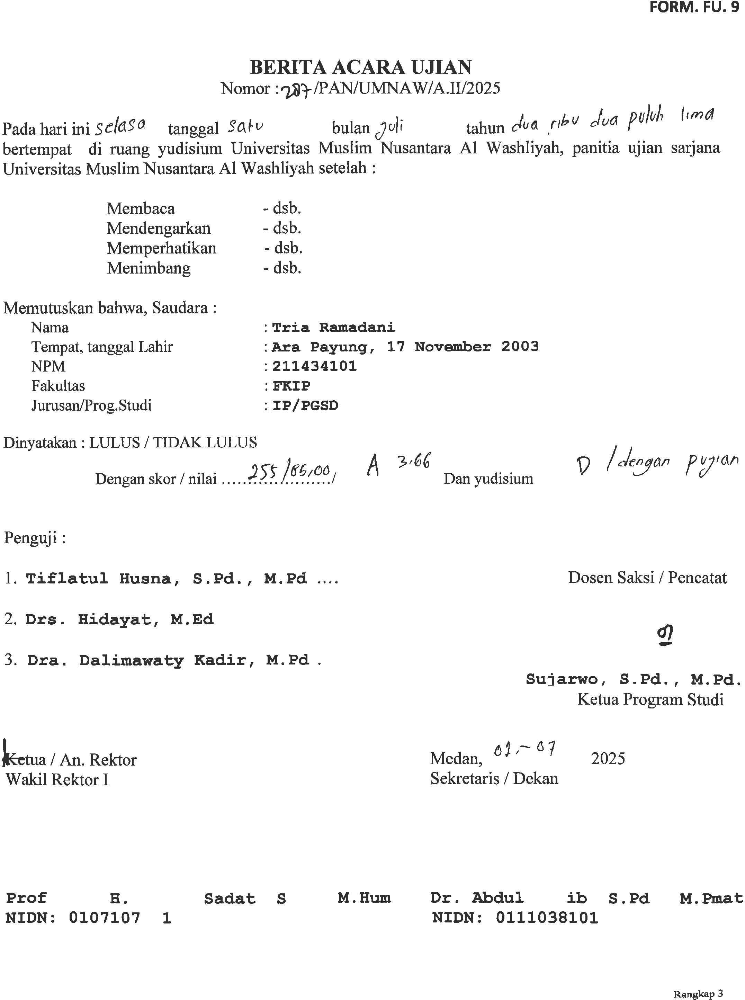 FORM. FU. 9
BERITA ACARA UJIAN
Nomor : 287 /PAN/UMNAW/A.II/2025
Pada hari ini selasa tanggal satu bulan juli tahun dua ribu dua puluh lima
bertempat di ruang yudisium Universitas Muslim Nusantara Al Washliyah, panitia ujian sarjana
Universitas Muslim Nusantara Al Washliyah setelah :
Membaca - dsb.
Mendengarkan - dsb.
Memperhatikan - dsb.
Menimbang - dsb.
Memutuskan bahwa, Saudara :
Nama : Tria Ramadani
Tempat, tanggal Lahir : Ara Payung, 17 November 2003
NPM : 211434101
Fakultas : FKIP
Jurusan/Prog.Studi : IP/PGSD
Dinyatakan : LULUS / TIDAK LULUS
Dengan skor / nilai 255 /85,00 / A 3,66 Dan yudisium D / dengan pujian
Penguji :
1. Tiflatul Husna, S.Pd., M.Pd .... Dosen Saksi / Pencatat
2. Drs. Hidayat, M.Ed
3. Dra. Dalimawaty Kadir, M.Pd .
Sujarwo, S.Pd., M.Pd.
Ketua Program Studi
Ketua / An. Rektor Medan, 01 - 07 2025
Wakil Rektor I Sekretaris / Dekan
Prof H. Sadat S M.Hum Dr. Abdul ib S.Pd M.Pmat
NIDN: 0107107 1 NIDN: 0111038101
Rangkap 3